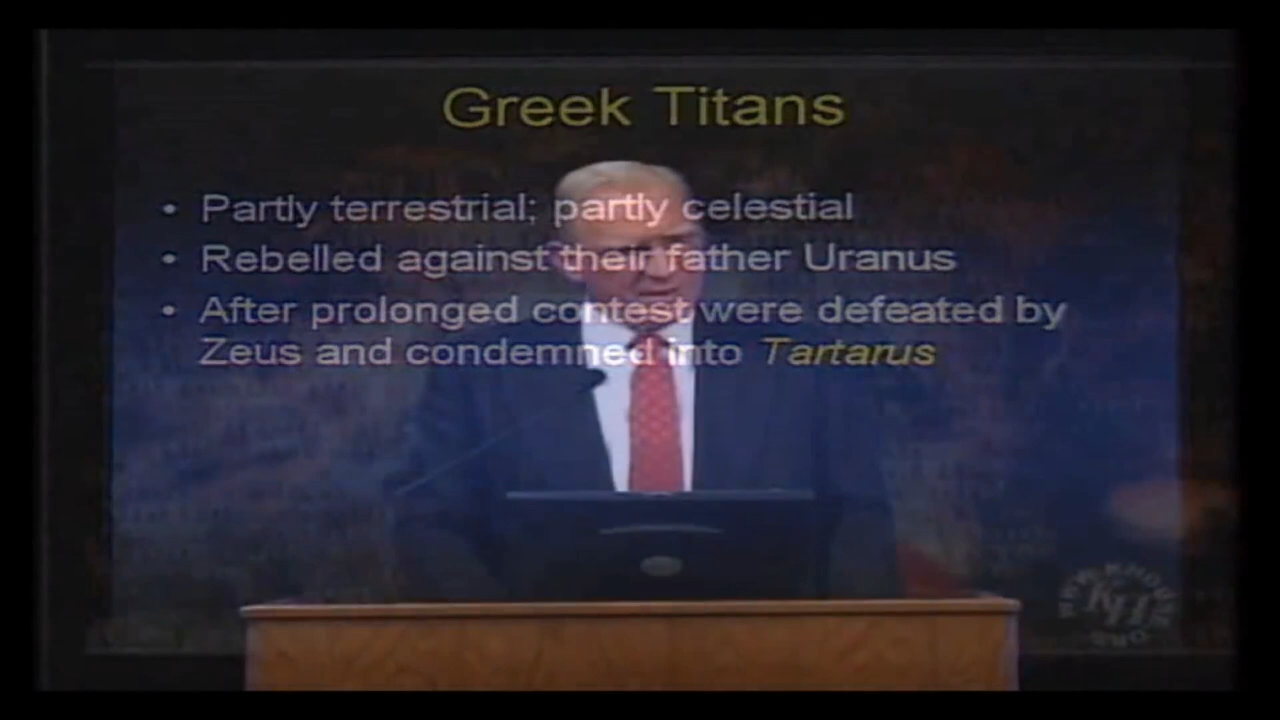 Greek Titans
• Partly terrestrial; partly celestial
• Rebelled against their father Uranus
• After prolonged contest were defeated by
Zeus and condemned into Tartarus